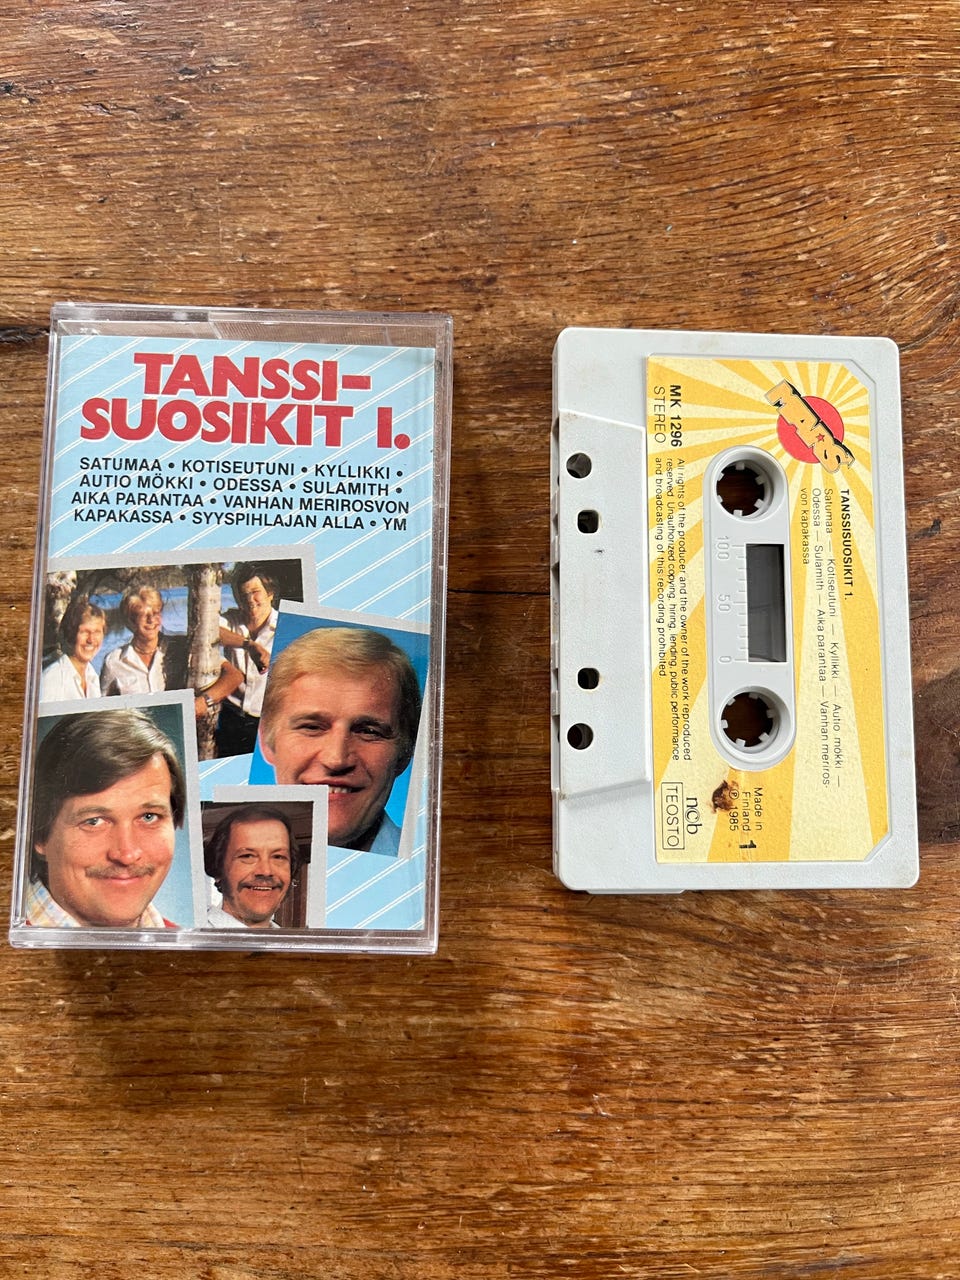 TANSSI-
SUOSIKIT 1.
SATUMAA • KOTISEUTUNI • KYLLIKKI •
AUTIO MÖKKI • ODESSA • SULAMITH •
AIKA PARANTAA • VANHAN MERIROSVON
KAPAKASSA • SYYSPIHLAJAN ALLA • YM
MARS
TANSSISUOSIKIT 1.
Satumaa — Kotiseutuni — Kyllikki — Autio mökki —
Odessa — Sulamith — Aika parantaa — Vanhan meriros-
von kapakassa
100 50 0
Made in
Finland 1
℗ 1985
MK 1296
STEREO
All rights of the producer and the owner of the work reproduced
reserved. Unauthorized copying, hiring, lending, public performance
and broadcasting of this recording prohibited.
ncb
TEOSTO